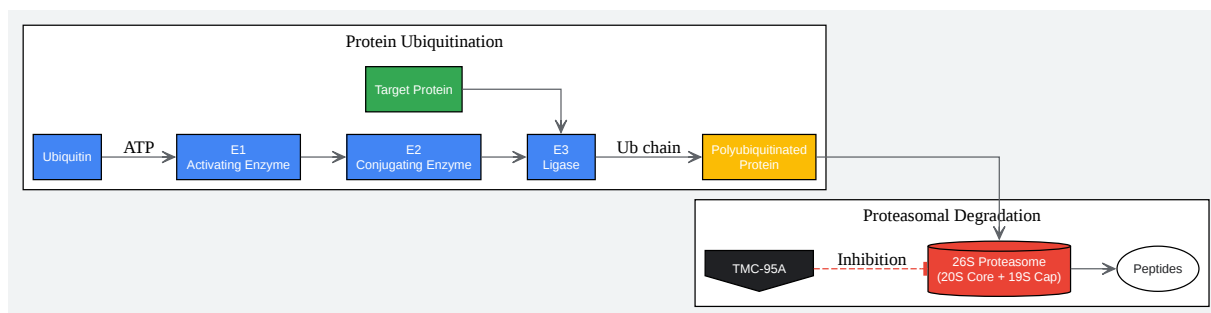 Protein Ubiquitination
Target Protein
Ubiquitin
ATP
E1
Activating Enzyme
E2
Conjugating Enzyme
E3
Ligase
Ub chain
Polyubiquitinated
Protein
Proteasomal Degradation
TMC-95A
Inhibition
26S Proteasome
(20S Core + 19S Cap)
Peptides